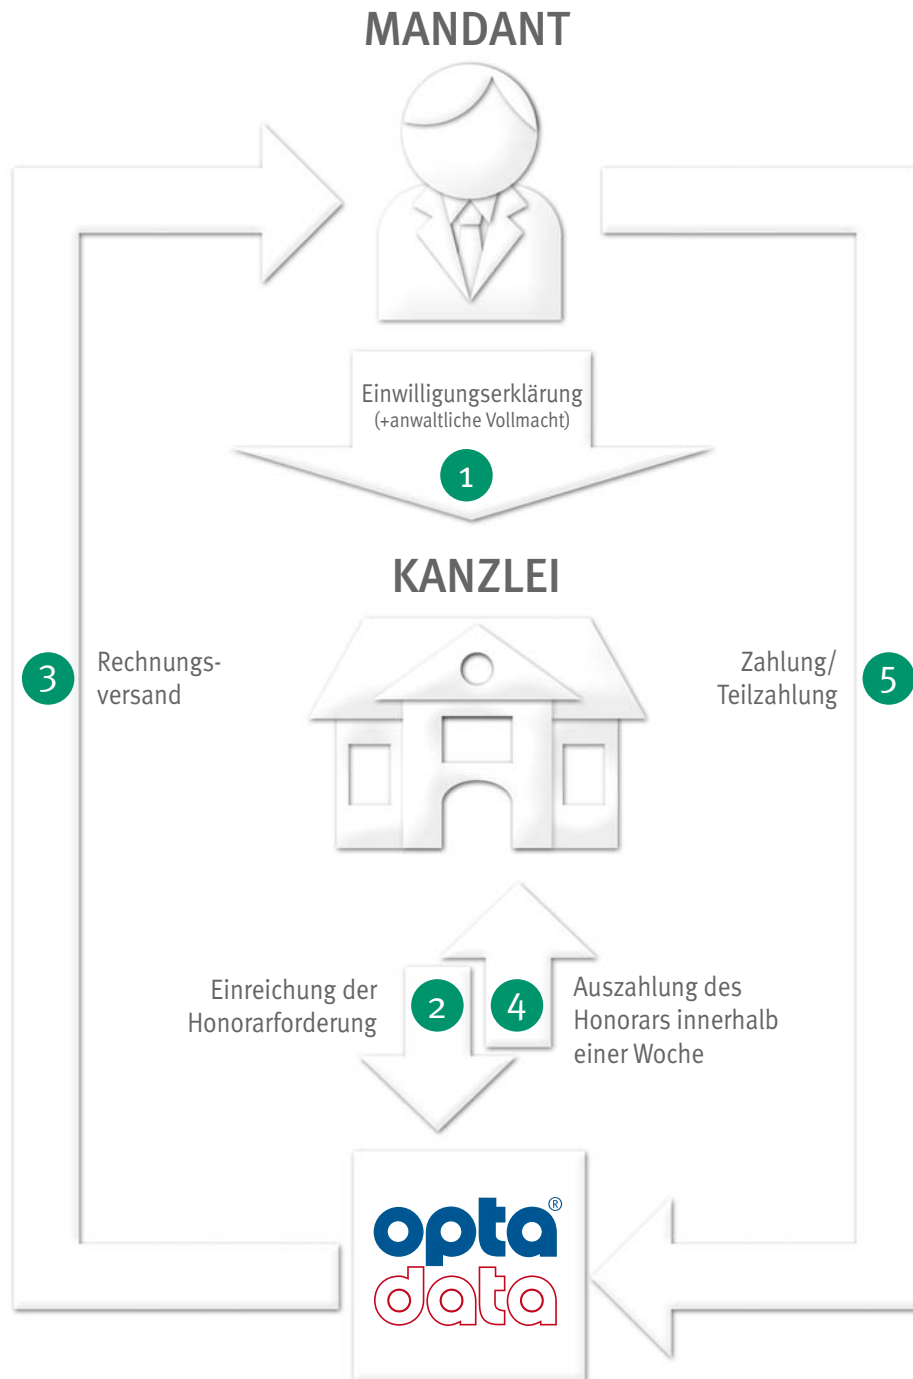 MANDANT
Einwilligungserklärung
(+anwaltliche Vollmacht)
1
KANZLEI
3
Rechnungs-
versand
Zahlung/
Teilzahlung
5
Einreichung der
Honorarforderung
2
4
Auszahlung des
Honorars innerhalb
einer Woche
opta®
data